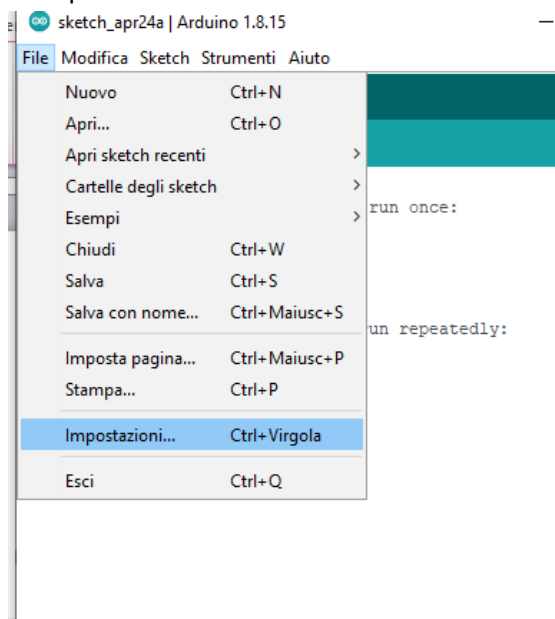 sketch_apr24a | Arduino 1.8.15
File Modifica Sketch Strumenti Aiuto
Nuovo Ctrl+N
Apri... Ctrl+O
Apri sketch recenti
Cartelle degli sketch
Esempi
run once:
Chiudi Ctrl+W
Salva Ctrl+S
Salva con nome... Ctrl+Maiusc+S
run repeatedly:
Imposta pagina... Ctrl+Maiusc+P
Stampa... Ctrl+P
Impostazioni... Ctrl+Virgola
Esci Ctrl+Q